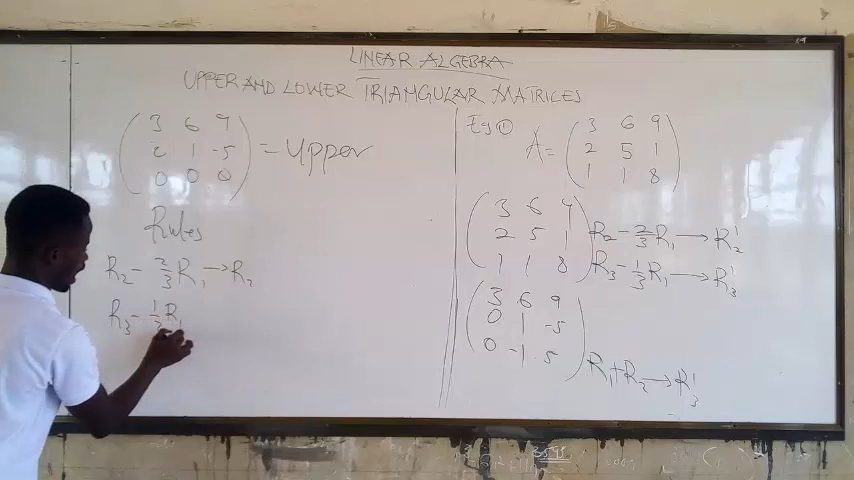 LINEAR ALGEBRA
UPPER AND LOWER TRIAMGULAR MATRICES
3 6 9
2 1 -5 = Upper
0 0 0
Rules
R2 - 2/3 R1 → R2
R3 - 1/3 R1
Eg ①
3 6 9
A = 2 5 1
1 1 8
3 6 9
2 5 1 R2 - 2/3 R1 → R2'
1 1 8 R3 - 1/3 R1 → R3'
3 6 9
0 1 -5
0 -1 5
R1 + R2 → R3'